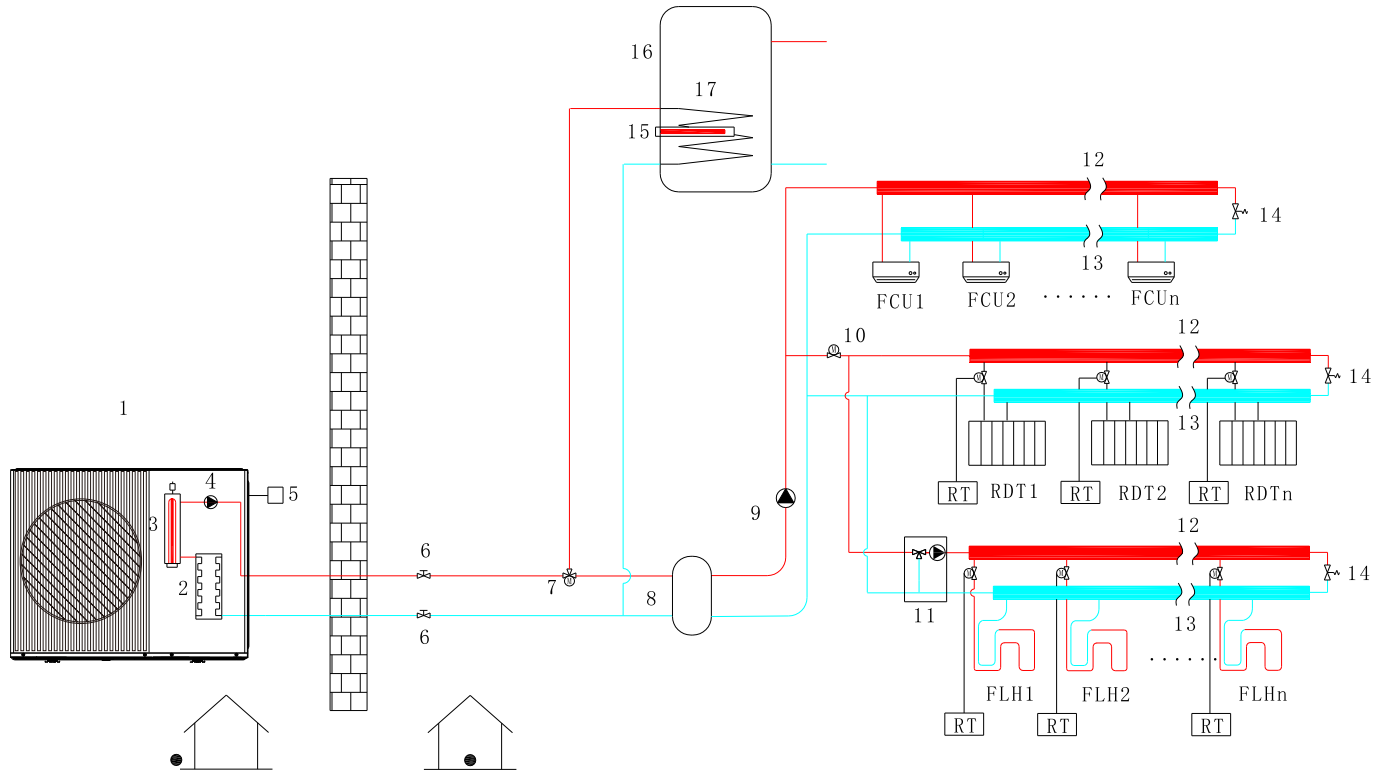 16
17
15
12
14
13
FCU1 FCU2 ...... FCUn
10
12
14
13
1
RT RDT1 RT RDT2 RT RDTn
4
5
3
9
12
6
7
2
8
14
11
13
6
FLH1 FLH2 ...... FLHn
RT RT RT
M
M
M
M
M
M
M
M